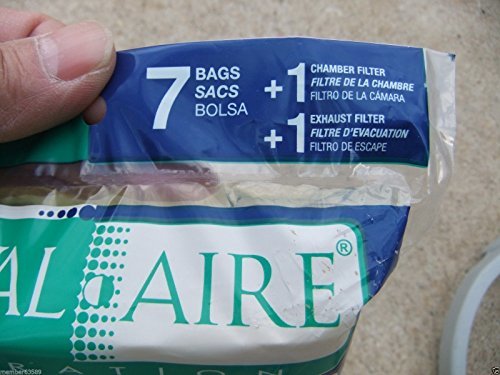 7 BAGS
SACS
BOLSA
+1 CHAMBER FILTER
FILTRE DE LA CHAMBRE
FILTRO DE LA CÁMARA
+1 EXHAUST FILTER
FILTRE D'EVACUATION
FILTRO DE ESCAPE
AL AIRE®
RATION
member83589